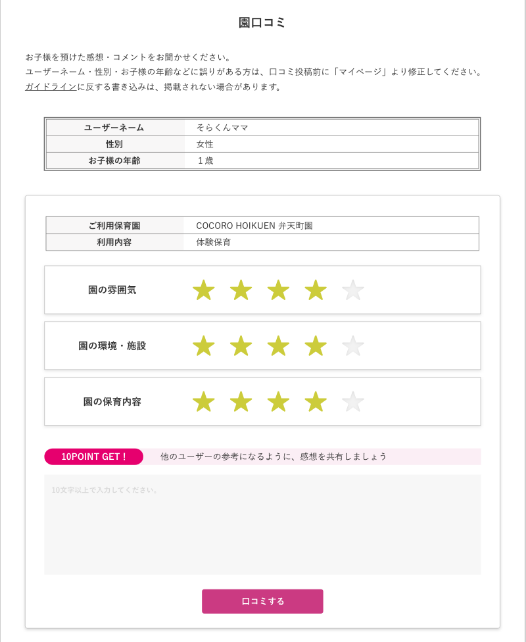 園口コミ
お子様を預けた感想・コメントをお聞かせください。
ユーザーネーム・性別・お子様の年齢などに誤りがある方は、口コミ投稿前に「マイページ」より修正してください。
ガイドラインに反する書き込みは、掲載されない場合があります。
ユーザーネーム そらくんママ
性別 女性
お子様の年齢 １歳
ご利用保育園 COCORO HOIKUEN 弁天町園
利用内容 体験保育
園の雰囲気
園の環境・施設
園の保育内容
10POINT GET！ 他のユーザーの参考になるように、感想を共有しましょう
10文字以上で入力してください。
口コミする